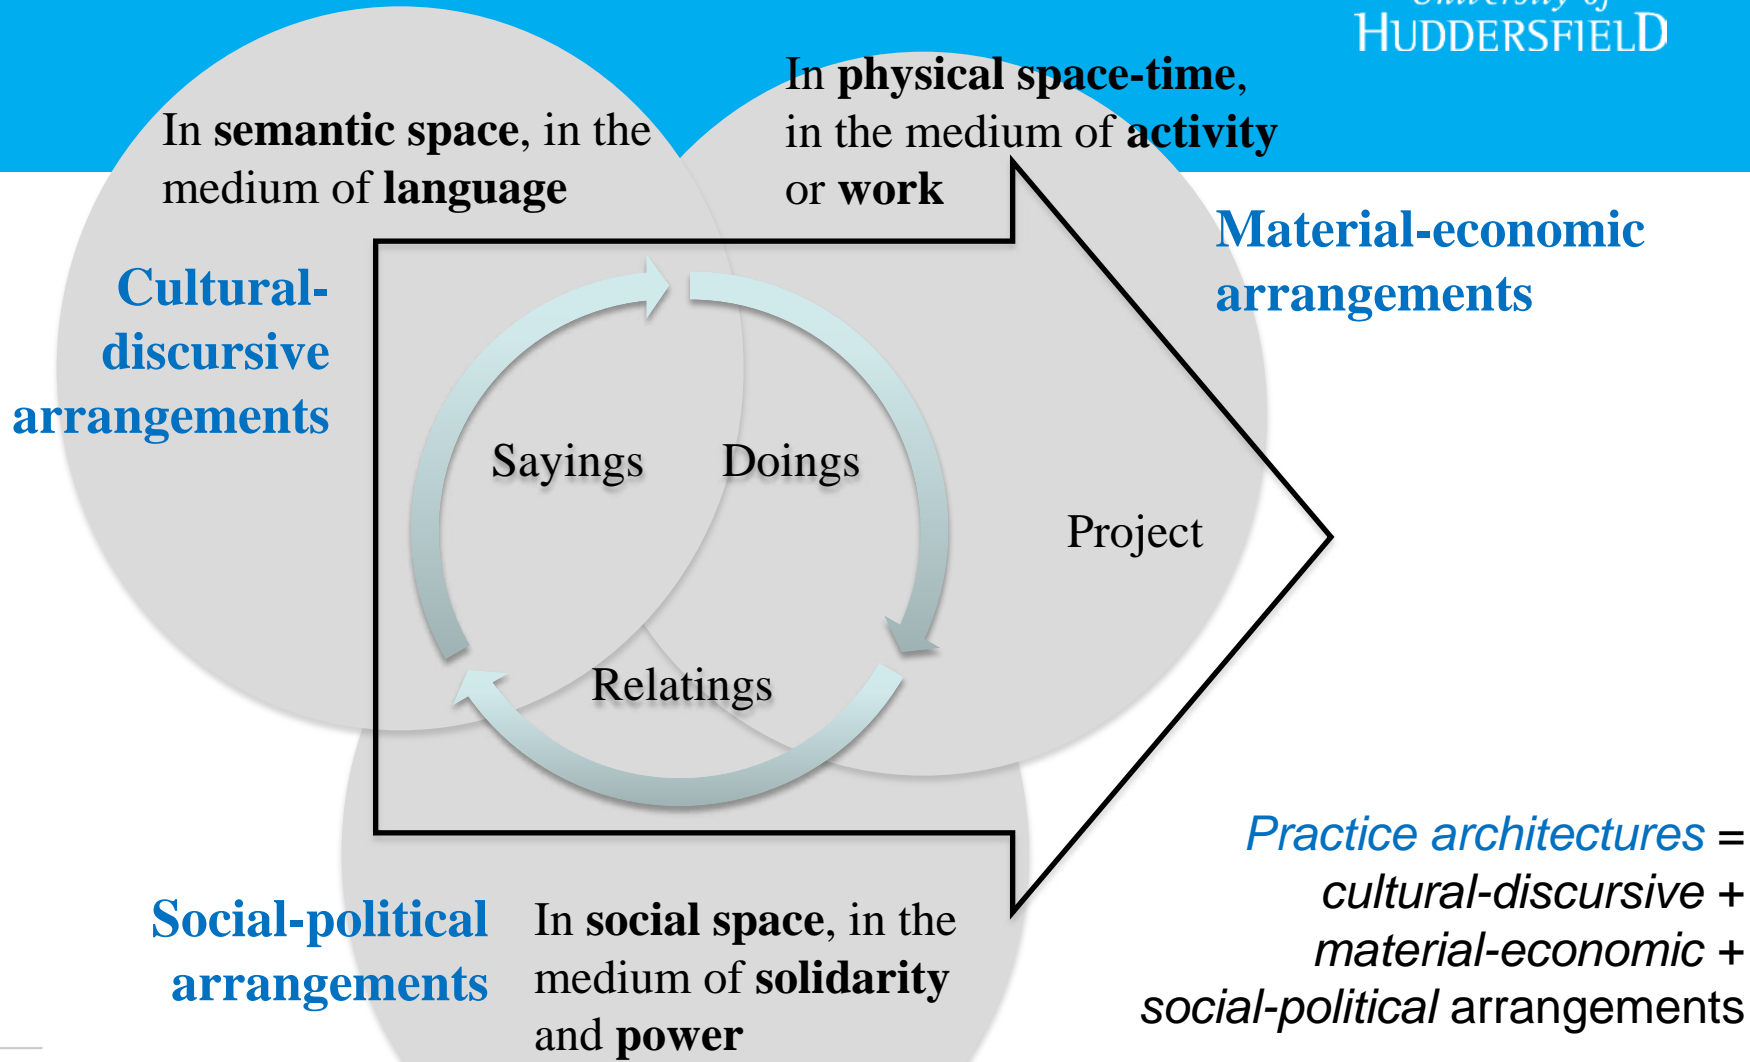 University of
HUDDERSFIELD
In semantic space, in the
medium of language
In physical space-time,
in the medium of activity
or work
Cultural-
discursive
arrangements
Material-economic
arrangements
Sayings
Doings
Project
Relatings
Social-political
arrangements
In social space, in the
medium of solidarity
and power
Practice architectures =
cultural-discursive +
material-economic +
social-political arrangements